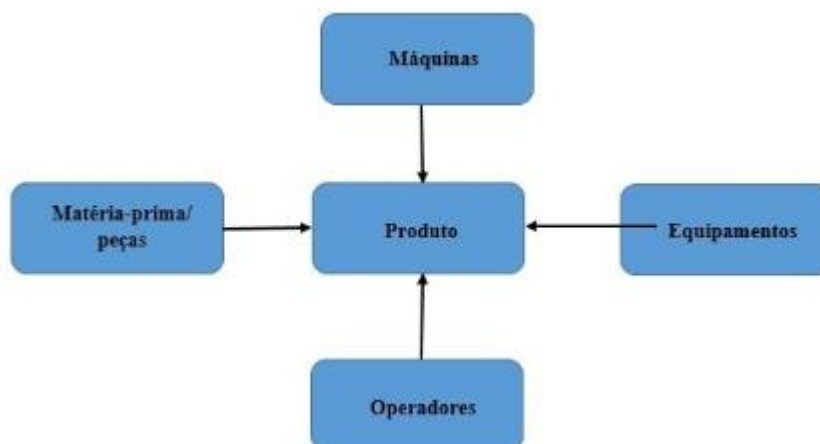 Máquinas
Matéria-prima/
peças
Produto
Equipamentos
Operadores